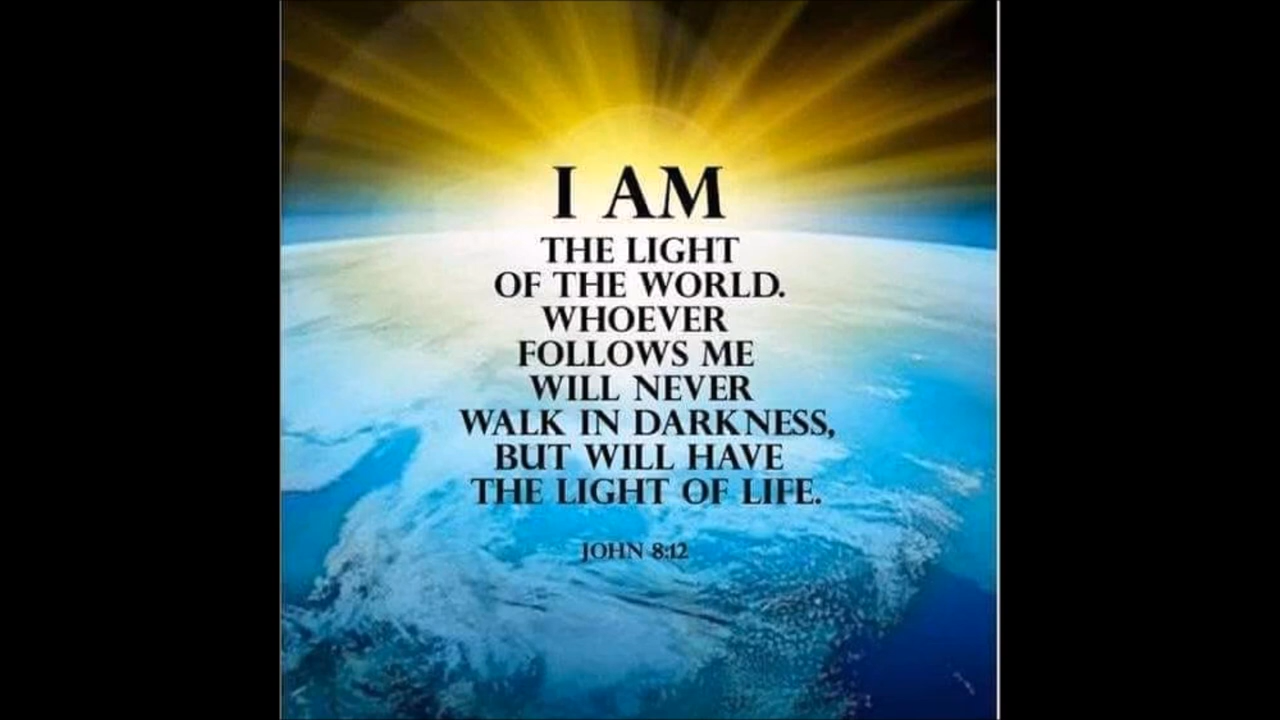 I AM
THE LIGHT
OF THE WORLD.
WHOEVER
FOLLOWS ME
WILL NEVER
WALK IN DARKNESS,
BUT WILL HAVE
THE LIGHT OF LIFE.
JOHN 8:12